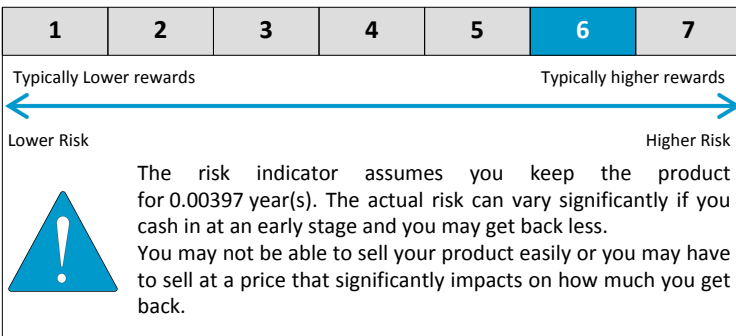 1 2 3 4 5 6 7
Typically Lower rewards Typically higher rewards
Lower Risk Higher Risk
The risk indicator assumes you keep the product
for 0.00397 year(s). The actual risk can vary significantly if you
cash in at an early stage and you may get back less.
You may not be able to sell your product easily or you may have
to sell at a price that significantly impacts on how much you get
back.